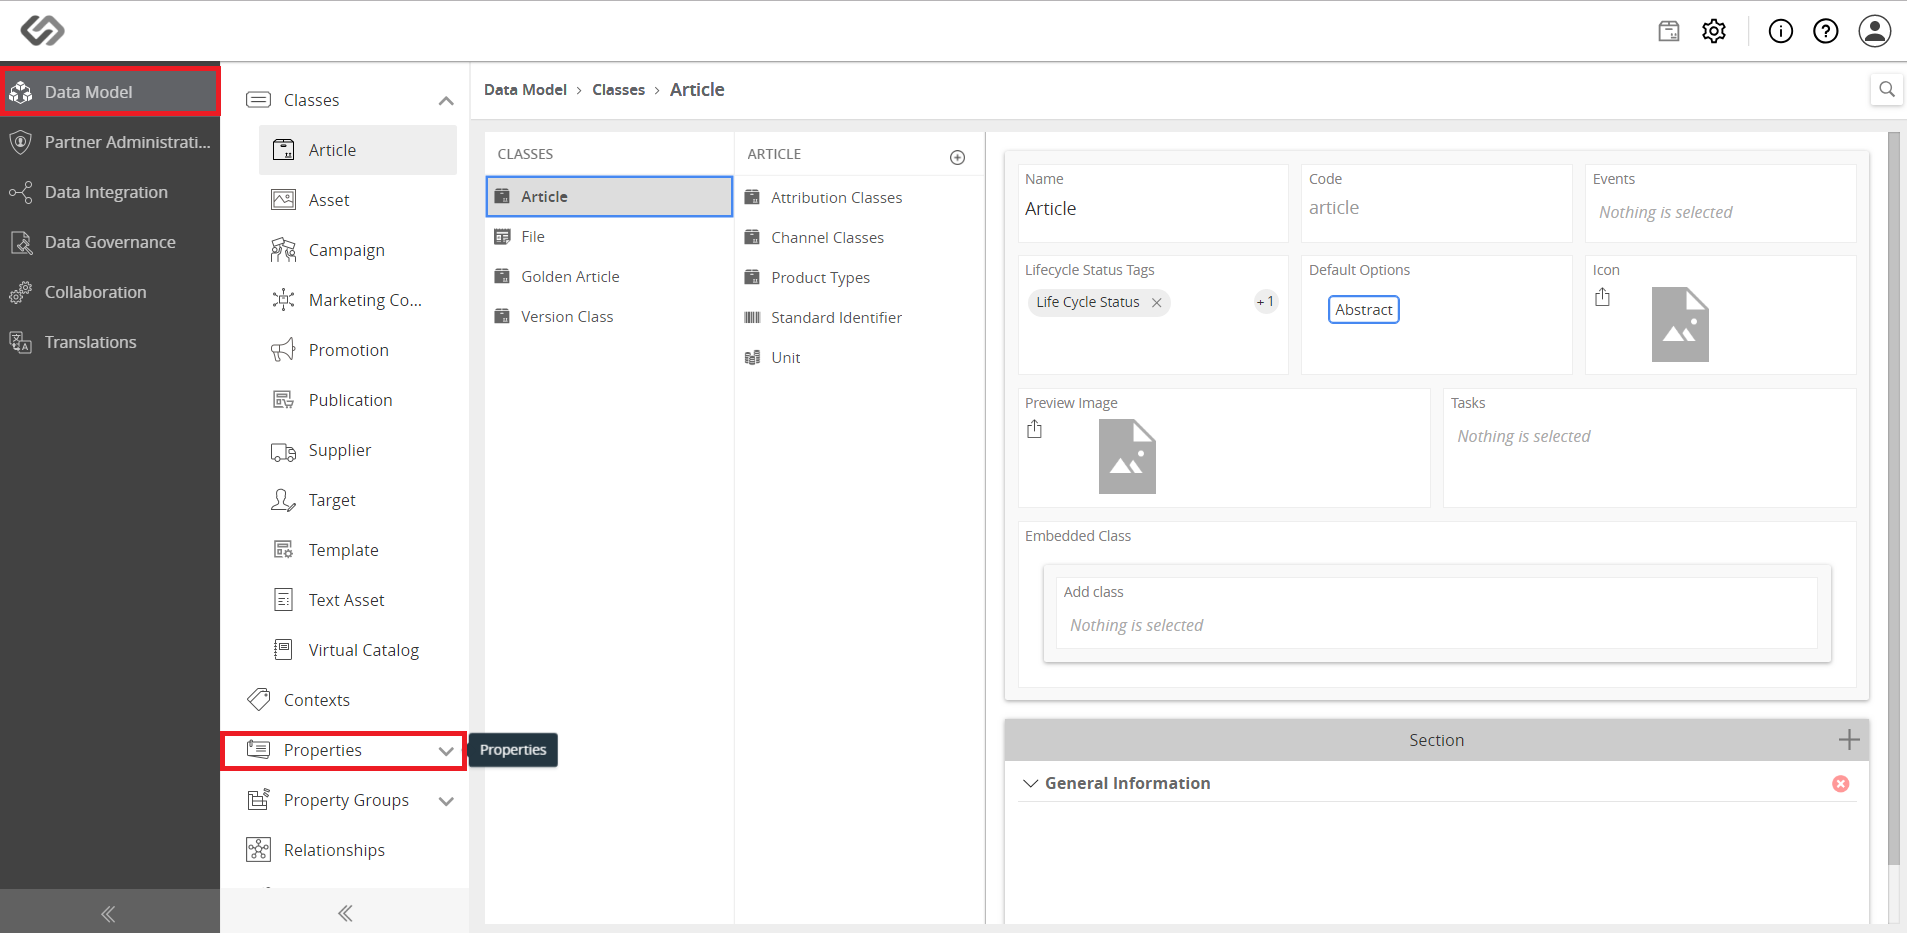 Data Model
Partner Administrati...
Data Integration
Data Governance
Collaboration
Translations
Classes
Article
Asset
Campaign
Marketing Co...
Promotion
Publication
Supplier
Target
Template
Text Asset
Virtual Catalog
Contexts
Properties
Properties
Property Groups
Relationships
Data Model > Classes > Article
CLASSES
Article
File
Golden Article
Version Class
ARTICLE
Attribution Classes
Channel Classes
Product Types
Standard Identifier
Unit
Name
Article
Code
article
Events
Nothing is selected
Lifecycle Status Tags
Life Cycle Status
+1
Default Options
Abstract
Icon
Preview Image
Tasks
Nothing is selected
Embedded Class
Add class
Nothing is selected
Section
General Information